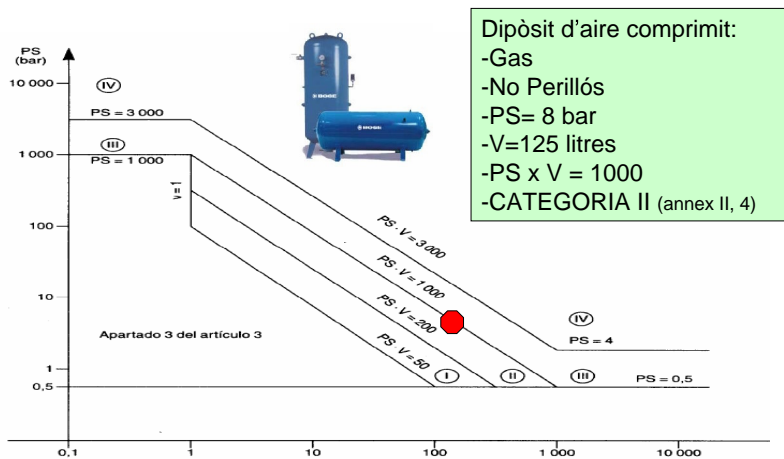 Dipòsit d'aire comprimit:
-Gas
-No Perillós
-PS= 8 bar
-V=125 litres
-PS x V = 1000
-CATEGORIA II (annex II, 4)
PS
(bar)
10 000
IV
PS = 3 000
III
1 000
PS = 1 000
v = 1
100
PS · V = 3 000
PS · V = 1 000
10
PS · V = 200
IV
PS = 4
Apartado 3 del artículo 3
PS · V = 50
1
I
II
III
PS = 0,5
0,5
0,1
1
10
100
1 000
10 000
BOGE
BOGE